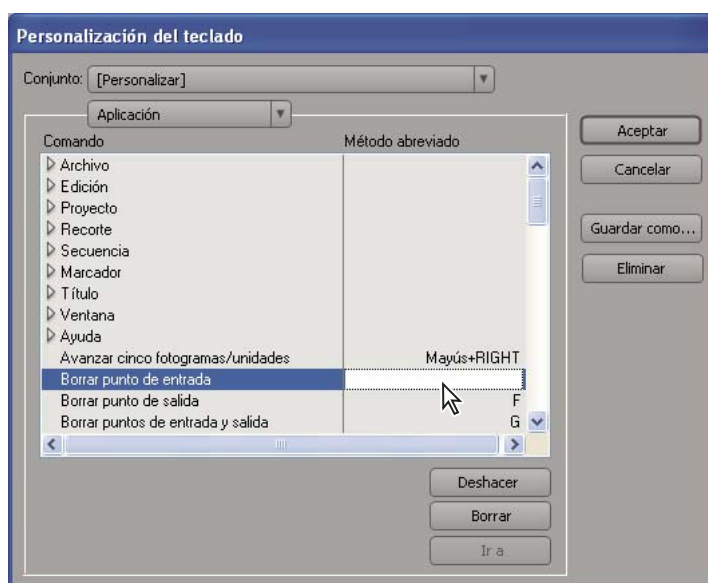 Personalización del teclado
Conjunto: [Personalizar]
Aplicación
Comando Método abreviado
Archivo
Edición
Proyecto
Recorte
Secuencia
Marcador
Título
Ventana
Ayuda
Avanzar cinco fotogramas/unidades Mayús+RIGHT
Borrar punto de entrada
Borrar punto de salida F
Borrar puntos de entrada y salida G
Aceptar
Cancelar
Guardar como...
Eliminar
Deshacer
Borrar
Ir a